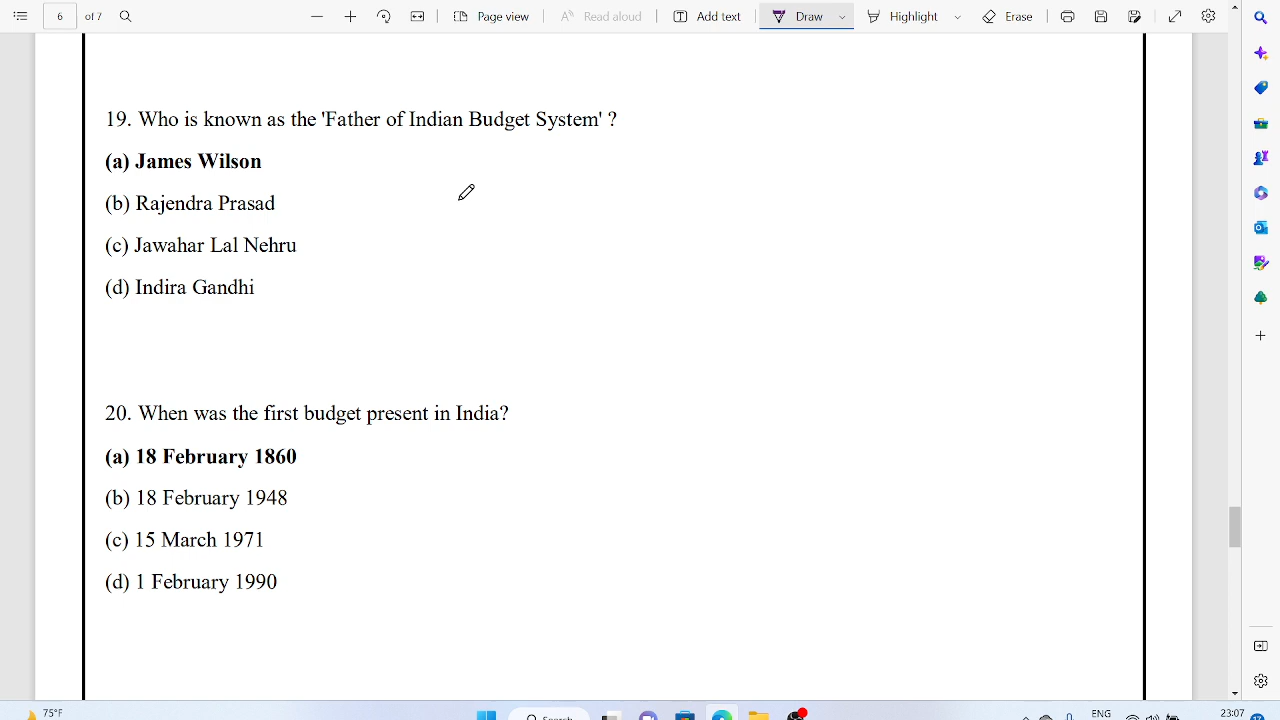 6 of 7 Page view Read aloud Add text Draw Highlight Erase
19. Who is known as the 'Father of Indian Budget System' ?
(a) James Wilson
(b) Rajendra Prasad
(c) Jawahar Lal Nehru
(d) Indira Gandhi
20. When was the first budget present in India?
(a) 18 February 1860
(b) 18 February 1948
(c) 15 March 1971
(d) 1 February 1990
75°F Search ENG 23:07